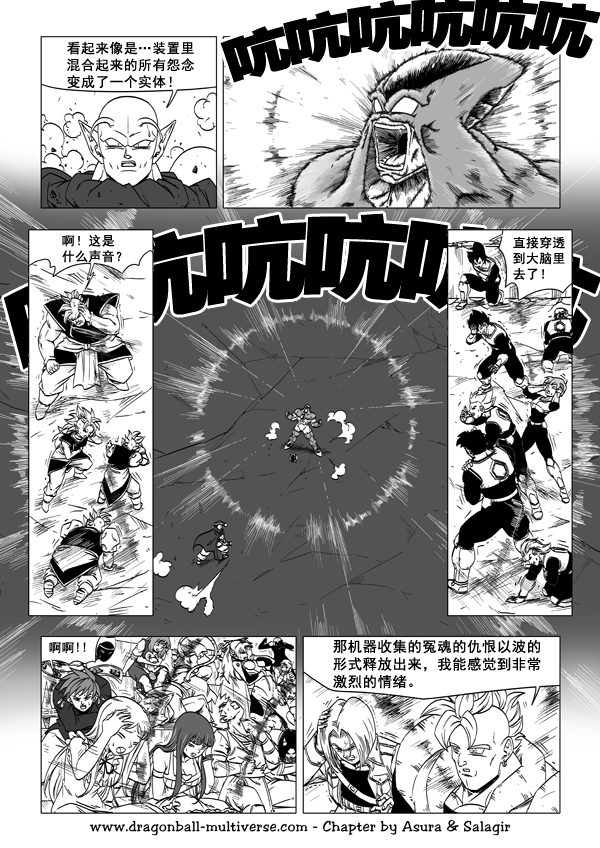 看起来像是…装置里
混合起来的所有怨念
变成了一个实体！
吭吭吭吭吭吭吭
吭吭吭吭吭
啊！这是
什么声音？
直接穿透
到大脑里
去了！
啊啊!!
那机器收集的冤魂的仇恨以波的
形式释放出来，我能感觉到非常
激烈的情绪。
www.dragonball-multiverse.com - Chapter by Asura & Salagir